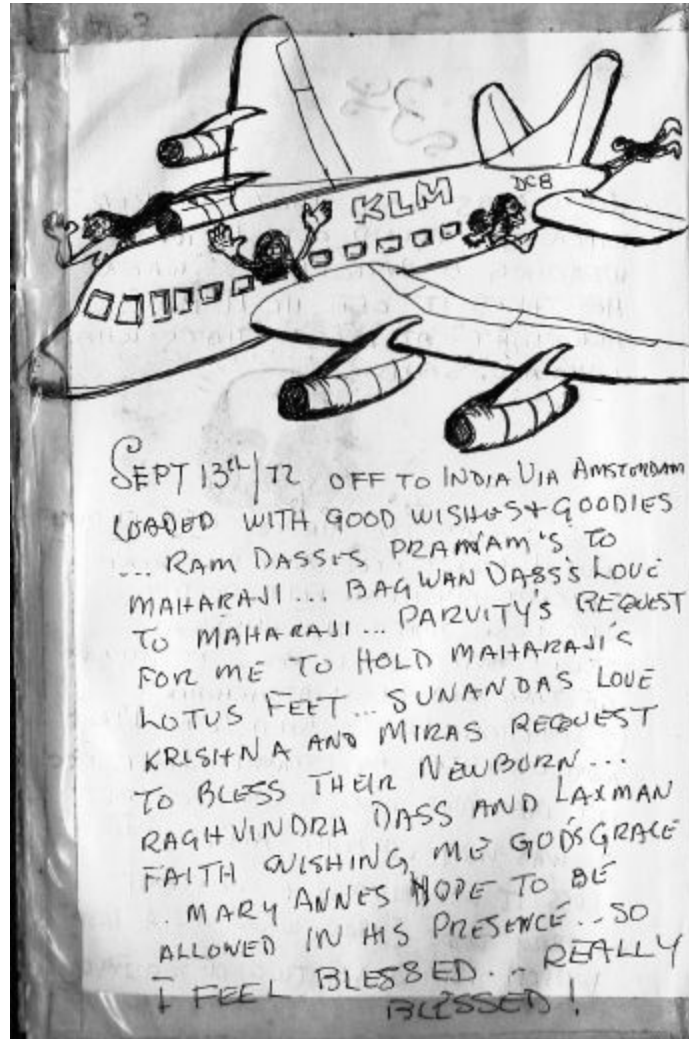 KLM
DC8
SEPT 13th/72 OFF TO INDIA VIA AMSTERDAM
LOADED WITH GOOD WISHES + GOODIES
... RAM DASSES PRANAM'S TO
MAHARAJI... BAGWAN DASS'S LOVE
TO MAHARAJI... PARVITY'S REQUEST
FOR ME TO HOLD MAHARAJI'S
LOTUS FEET... SUNANDAS LOVE
KRISHNA AND MIRAS REQUEST
TO BLESS THEIR NEWBORN...
RAGHVINDRH DASS AND LAXMAN
FAITH WISHING ME GOD'S GRACE
.. MARY ANNES HOPE TO BE
ALLOWED IN HIS PRESENCE... SO
I FEEL BLESSED... REALLY
BLESSED!